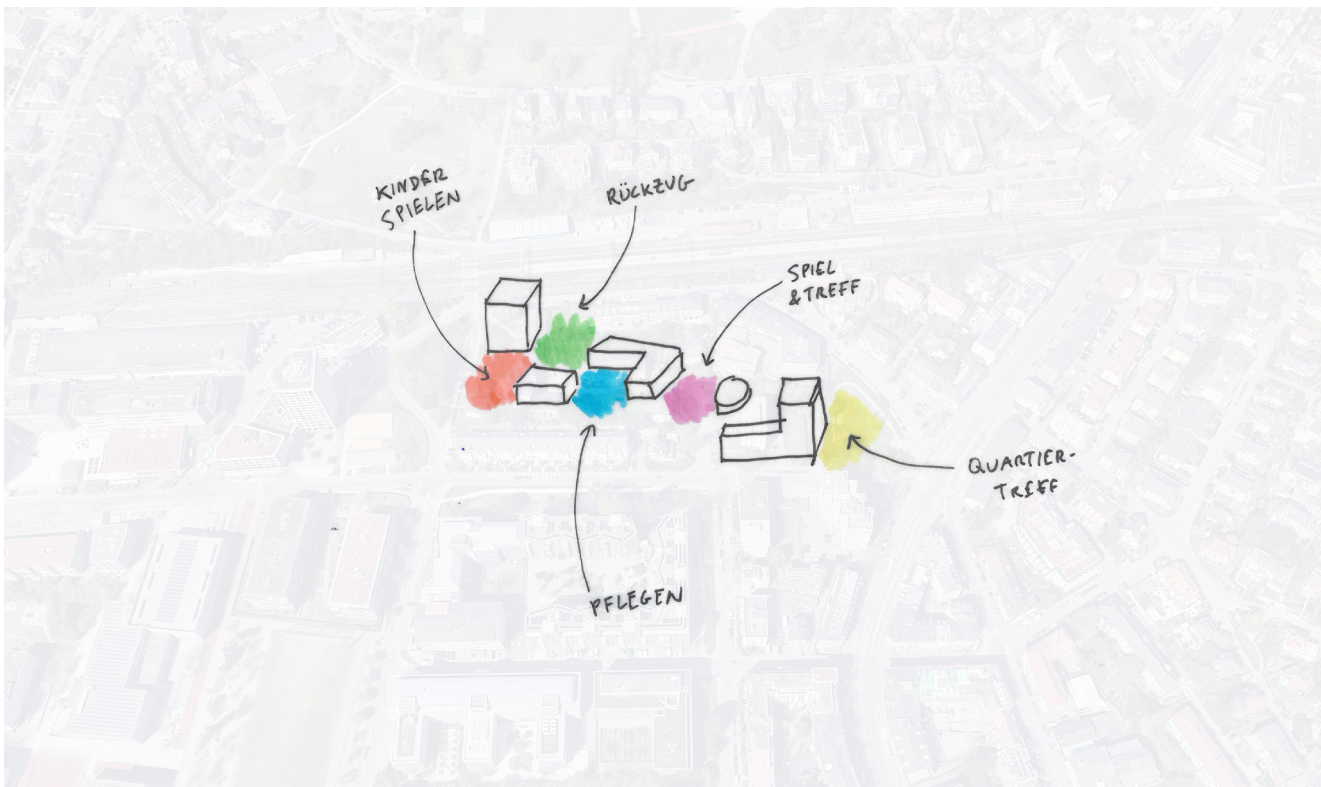 KINDER
SPIELEN
RÜCKZUG
SPIEL
& TREFF
QUARTIER-
TREFF
PFLEGEN